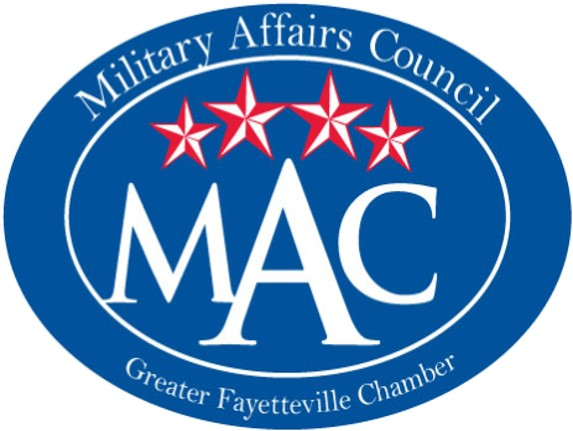 Military Affairs Council
MAC
Greater Fayetteville Chamber